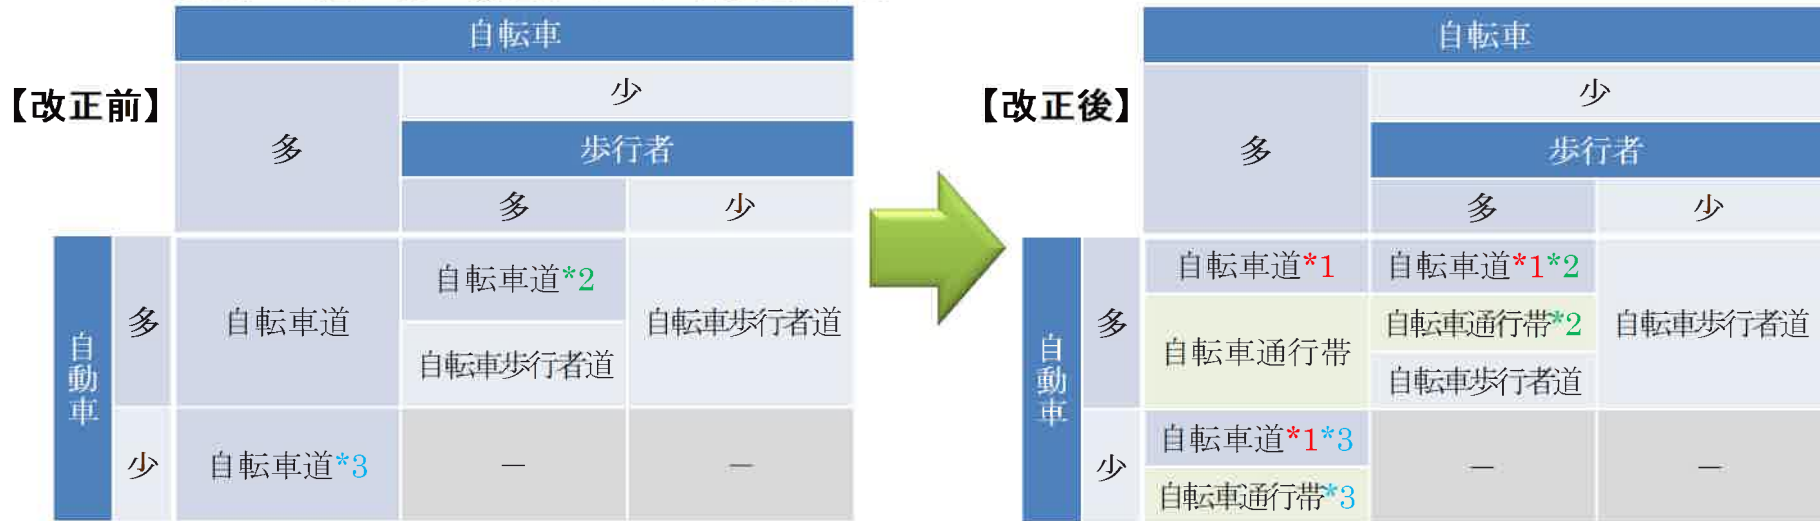 【改正前】
自転車
多
少
歩行者
多
少
自動車
多
自転車道
自転車道*2
自転車歩行者道
自転車歩行者道
少
自転車道*3
－
－
【改正後】
自転車
多
少
歩行者
多
少
自動車
多
自転車道*1
自転車通行帯
自転車道*1*2
自転車通行帯*2
自転車歩行者道
自転車歩行者道
少
自転車道*1*3
自転車通行帯*3
－
－